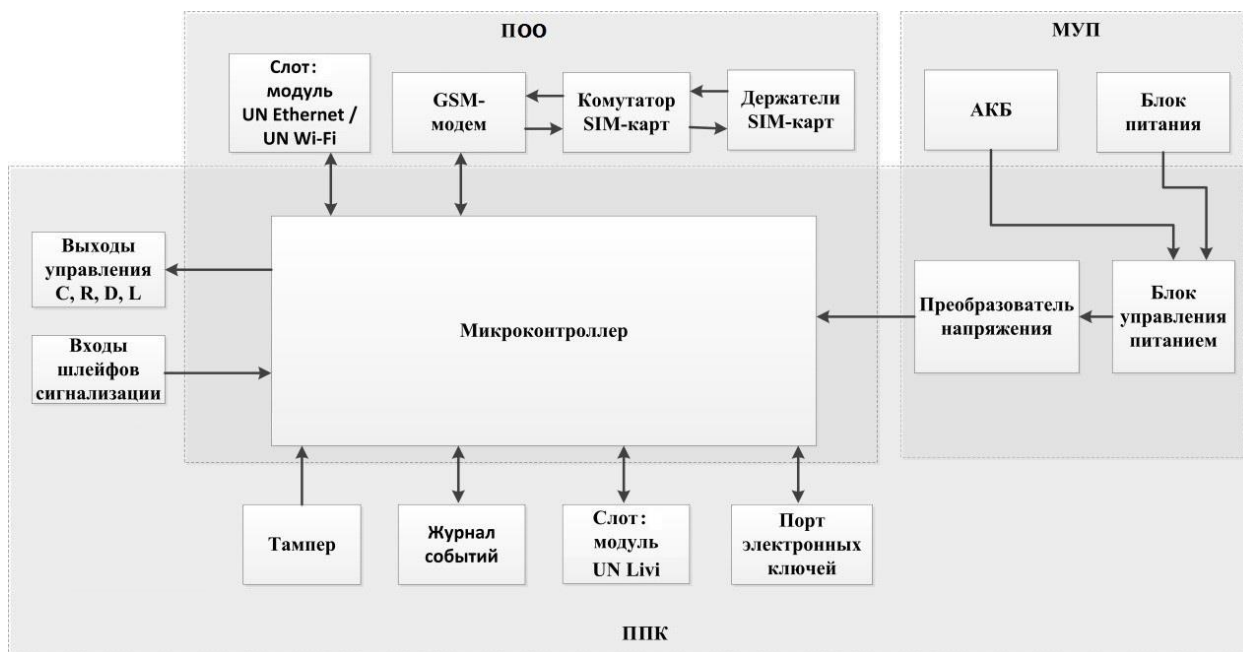 ПОО
МУП
Слот:
модуль
UN Ethernet /
UN Wi-Fi
GSM-
модем
Комутатор
SIM-карт
Держатели
SIM-карт
АКБ
Блок
питания
Выходы
управления
C, R, D, L
Входы
шлейфов
сигнализации
Микроконтроллер
Преобразователь
напряжения
Блок
управления
питанием
Тампер
Журнал
событий
Слот:
модуль
UN Livi
Порт
электронных
ключей
ППК